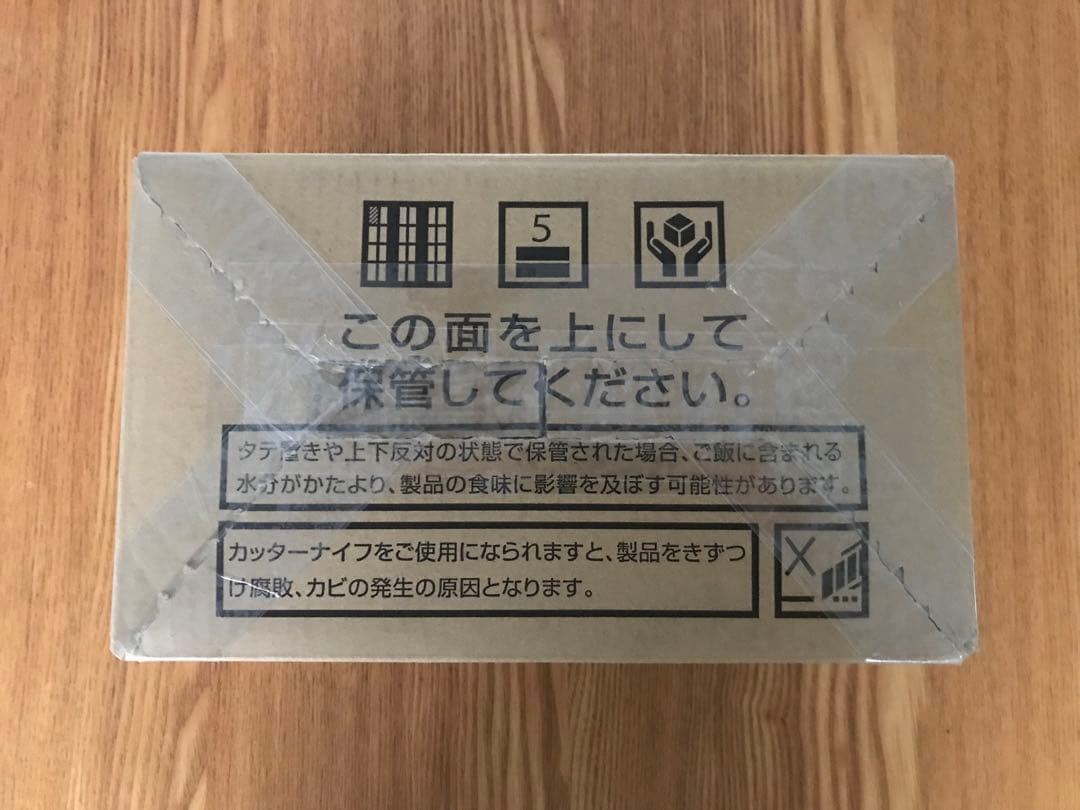 5
この面を上にして
保管してください。
タテ置きや上下反対の状態で保管された場合、ご飯に含まれる
水分がかたより、製品の食味に影響を及ぼす可能性があります。
カッターナイフをご使用になられますと、製品をきずつ
け腐敗、カビの発生の原因となります。